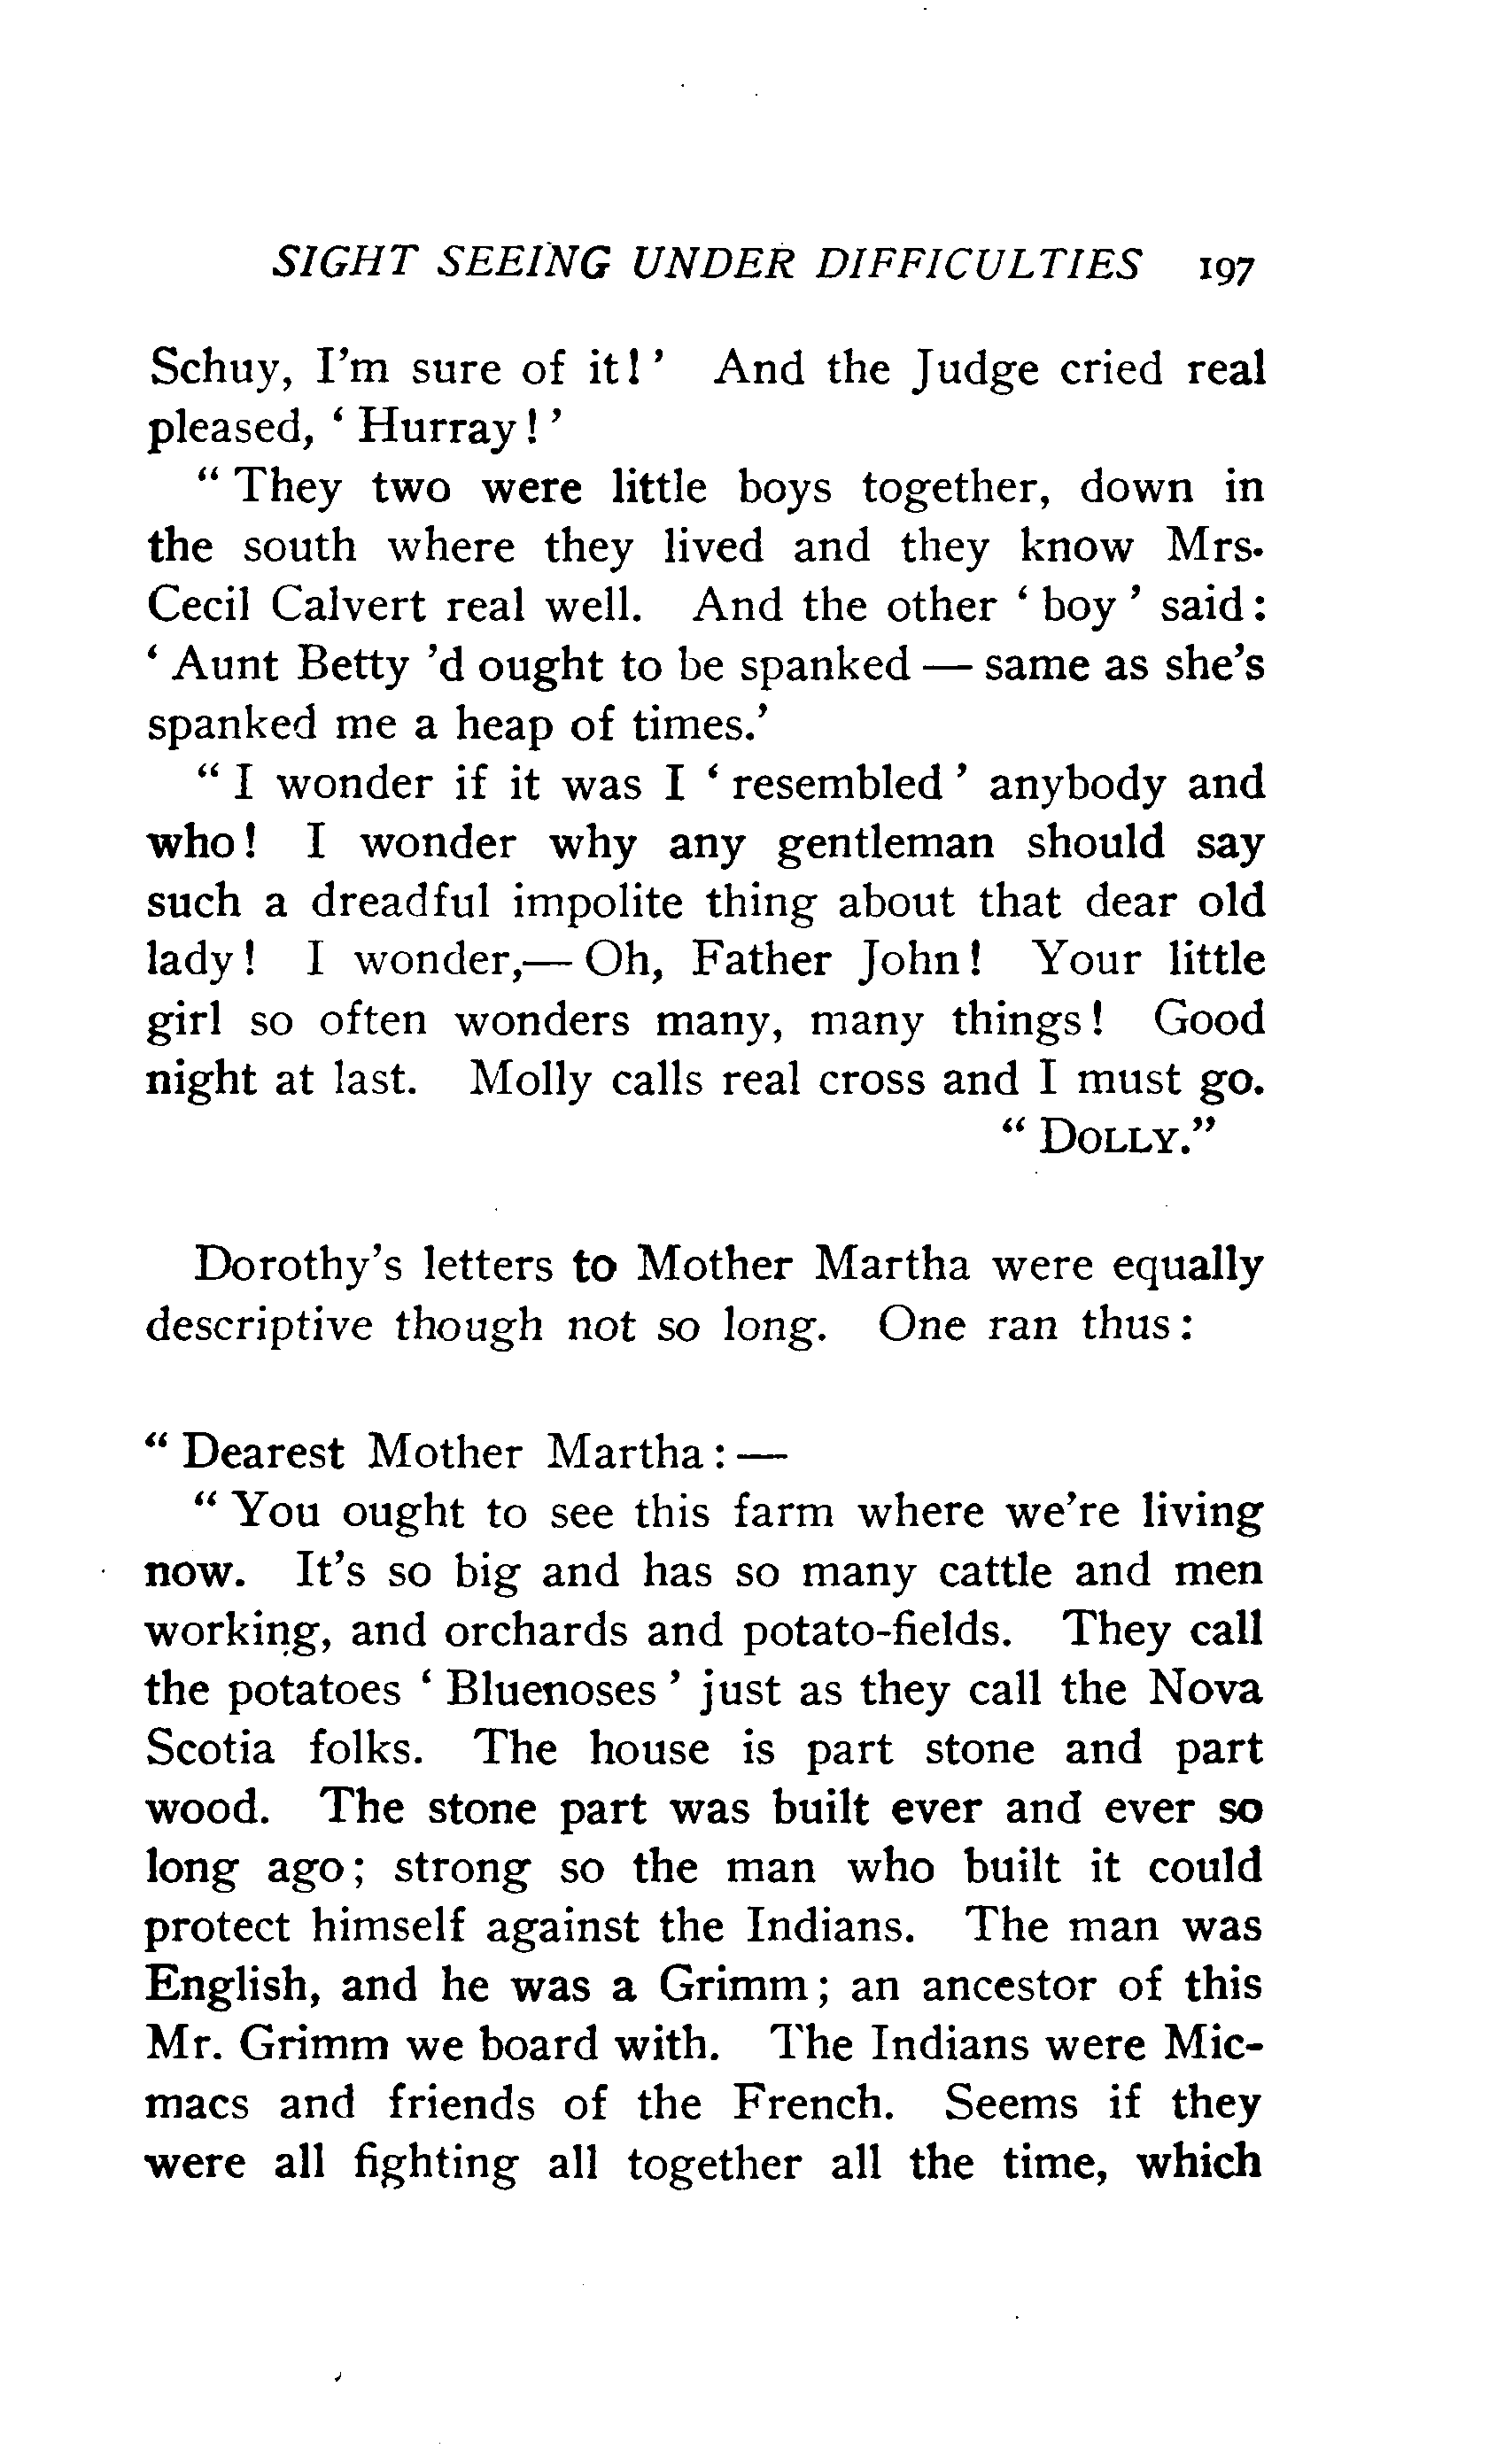 SIGHT SEEING UNDER DIFFICULTIES 197
Schuy, I'm sure of it!' And the Judge cried real
pleased, 'Hurray!'
"They two were little boys together, down in
the south where they lived and they know Mrs.
Cecil Calvert real well. And the other 'boy' said:
'Aunt Betty 'd ought to be spanked — same as she's
spanked me a heap of times.'
"I wonder if it was I 'resembled' anybody and
who! I wonder why any gentleman should say
such a dreadful impolite thing about that dear old
lady! I wonder,— Oh, Father John! Your little
girl so often wonders many, many things! Good
night at last. Molly calls real cross and I must go.
"DOLLY."
Dorothy's letters to Mother Martha were equally
descriptive though not so long. One ran thus:
"Dearest Mother Martha:—
"You ought to see this farm where we're living
now. It's so big and has so many cattle and men
working, and orchards and potato-fields. They call
the potatoes 'Bluenoses' just as they call the Nova
Scotia folks. The house is part stone and part
wood. The stone part was built ever and ever so
long ago; strong so the man who built it could
protect himself against the Indians. The man was
English, and he was a Grimm; an ancestor of this
Mr. Grimm we board with. The Indians were Mic-
macs and friends of the French. Seems if they
were all fighting all together all the time, which